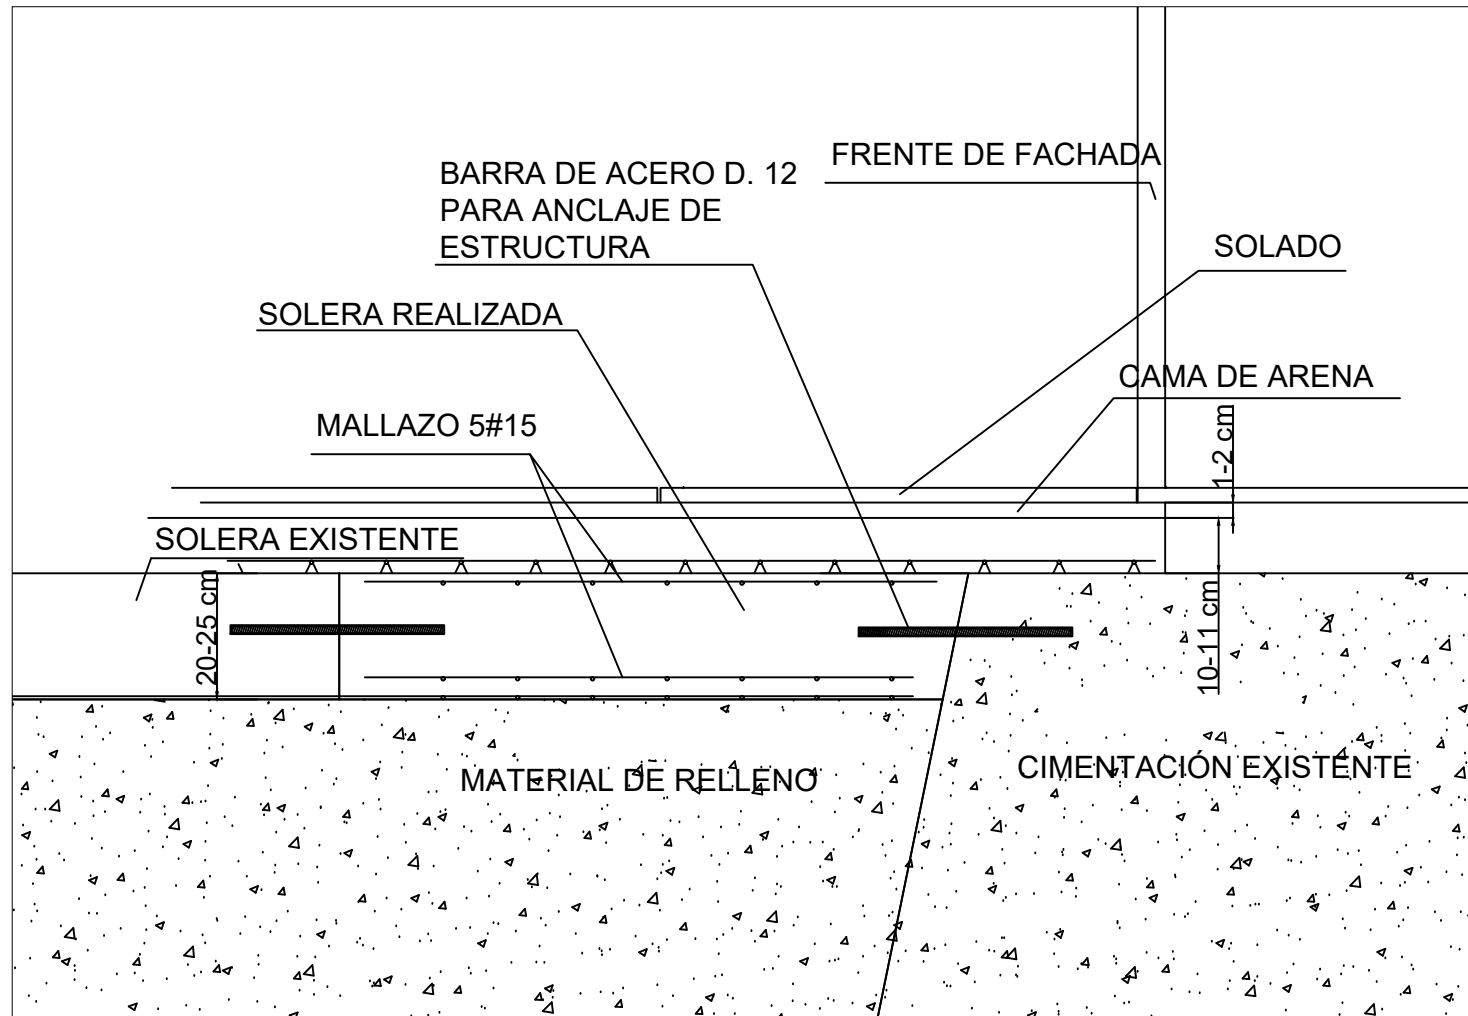 FRENTE DE FACHADA
BARRA DE ACERO D. 12
PARA ANCLAJE DE
ESTRUCTURA
SOLADO
SOLERA REALIZADA
CAMA DE ARENA
MALLAZO 5#15
1-2 cm
SOLERA EXISTENTE
20-25 cm
10-11 cm
MATERIAL DE RELLENO
CIMENTACIÓN EXISTENTE